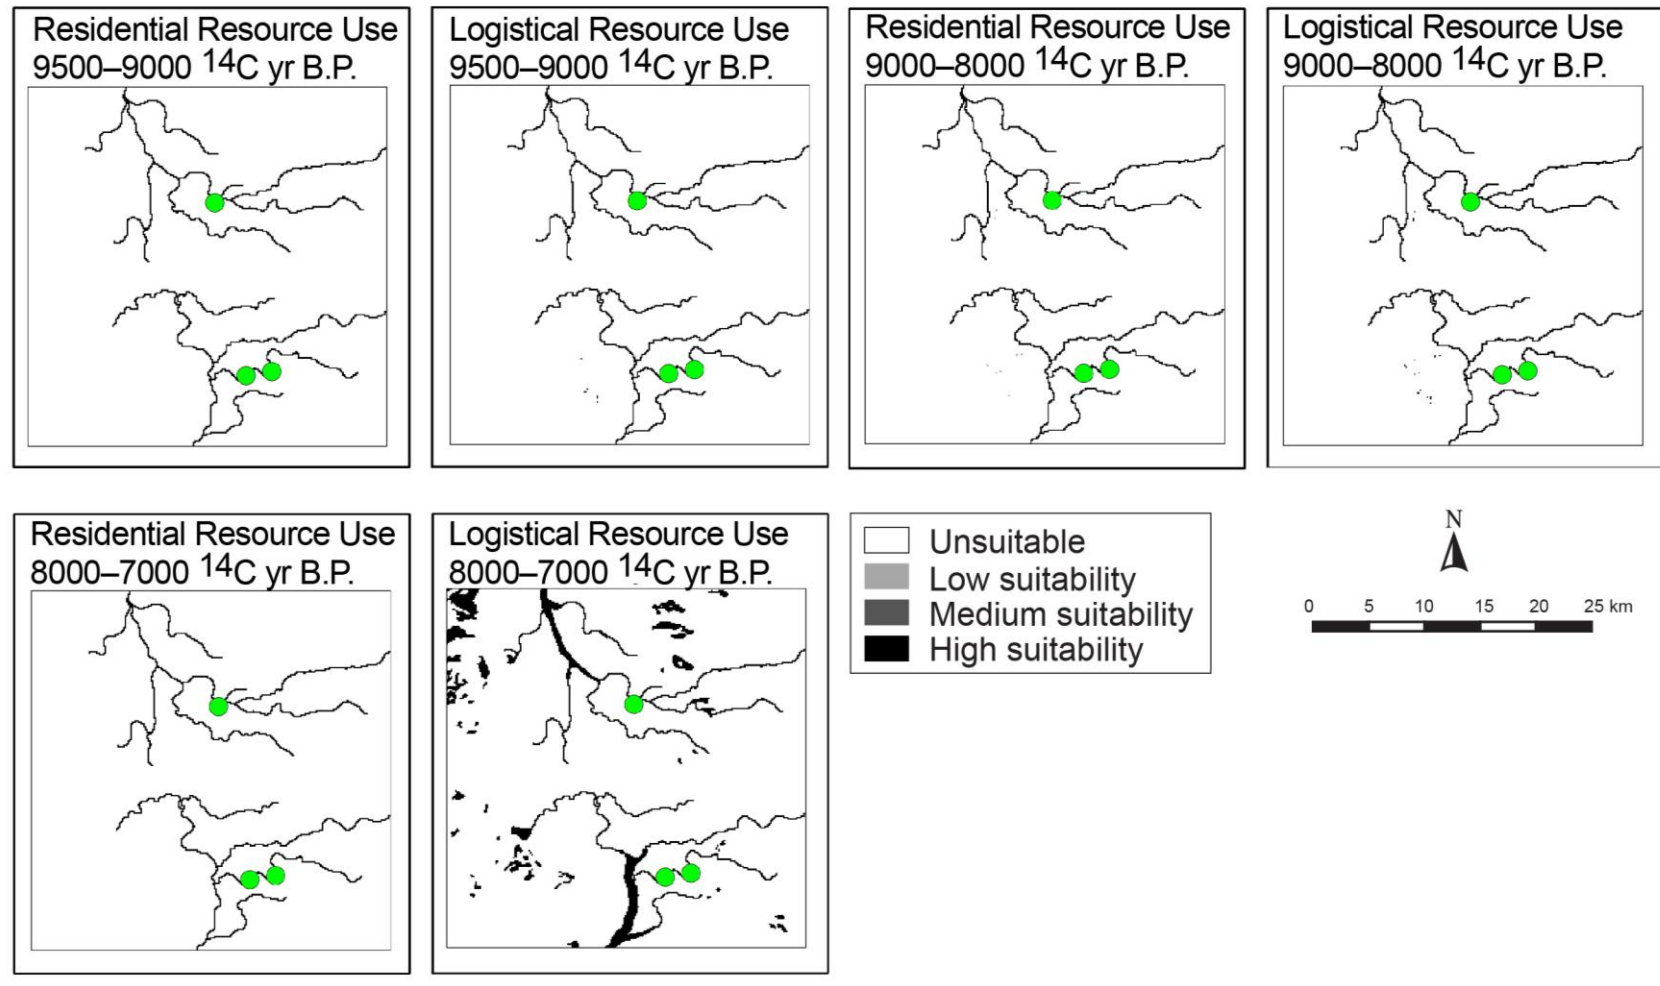 Residential Resource Use
9500–9000 14C yr B.P.
Logistical Resource Use
9500–9000 14C yr B.P.
Residential Resource Use
9000–8000 14C yr B.P.
Logistical Resource Use
9000–8000 14C yr B.P.
Residential Resource Use
8000–7000 14C yr B.P.
Logistical Resource Use
8000–7000 14C yr B.P.
Unsuitable
Low suitability
Medium suitability
High suitability
N
0 5 10 15 20 25 km